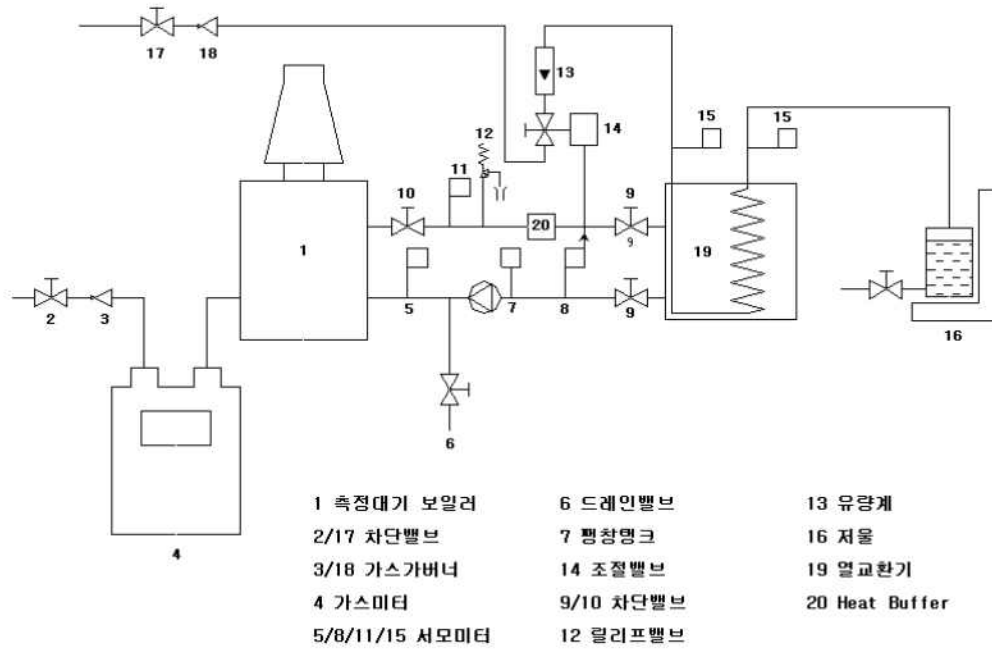 17
18
13
14
15
15
12
11
10
20
9
9
1
19
2
3
5
7
8
9
16
6
4
1 측정대기 보일러
6 드레인밸브
13 유량계
2/17 차단밸브
7 팽창탱크
16 저울
3/18 가스가버너
14 조절밸브
19 열교환기
4 가스미터
9/10 차단밸브
20 Heat Buffer
5/8/11/15 서모미터
12 릴리프밸브